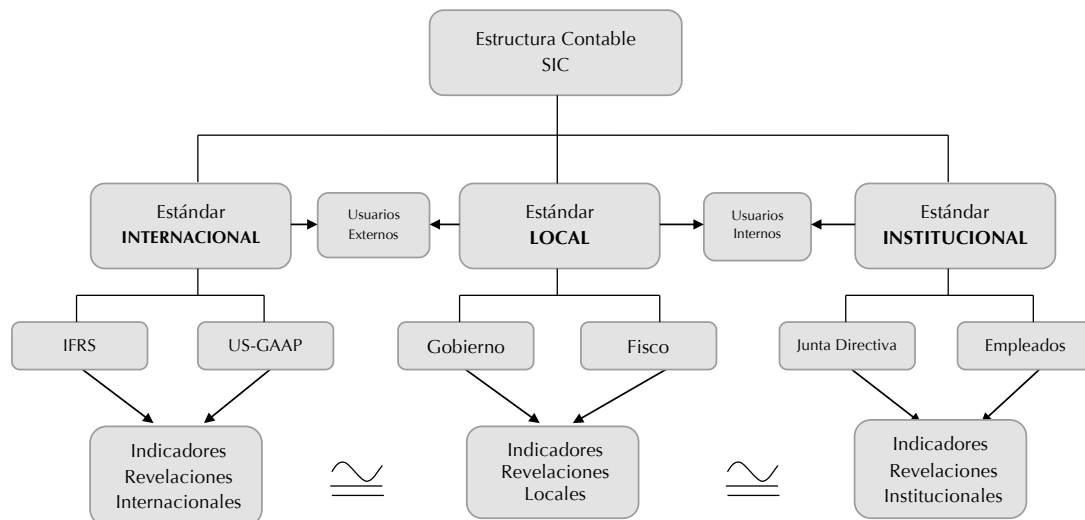 Estructura Contable
SIC
Estándar
INTERNACIONAL
Usuarios
Externos
Estándar
LOCAL
Usuarios
Internos
Estándar
INSTITUCIONAL
IFRS
US-GAAP
Gobierno
Fisco
Junta Directiva
Empleados
Indicadores
Revelaciones
Internacionales
Indicadores
Revelaciones
Locales
Indicadores
Revelaciones
Institucionales